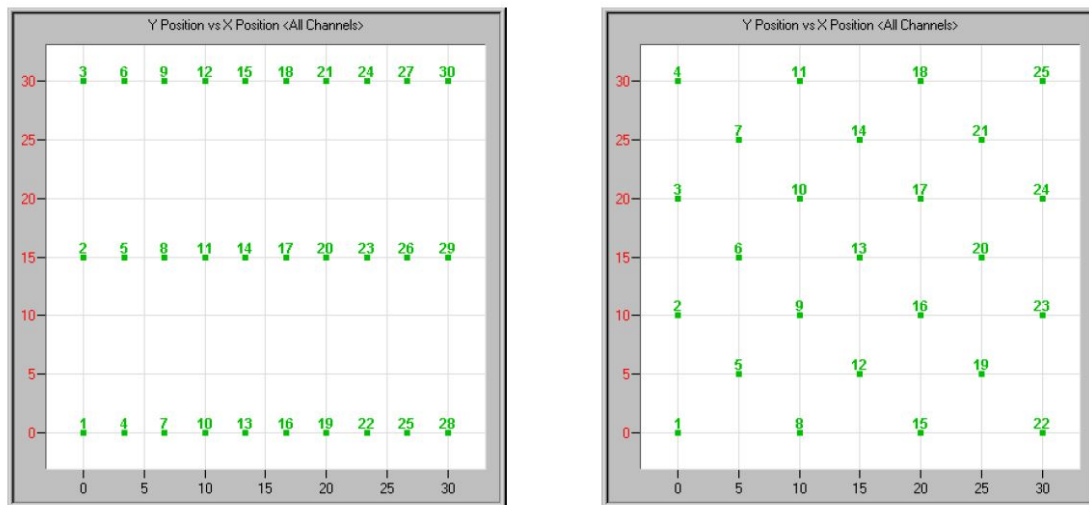 Y Position vs X Position <All Channels>
30 3 6 9 12 15 18 21 24 27 30
25
20
15 2 5 8 11 14 17 20 23 26 29
10
5
0 1 4 7 10 13 16 19 22 25 28
0 5 10 15 20 25 30
Y Position vs X Position <All Channels>
30 4 11 18 25
25 7 14 21
20 3 10 17 24
15 6 13 20
10 2 9 16 23
5 5 12 19
0 1 8 15 22
0 5 10 15 20 25 30